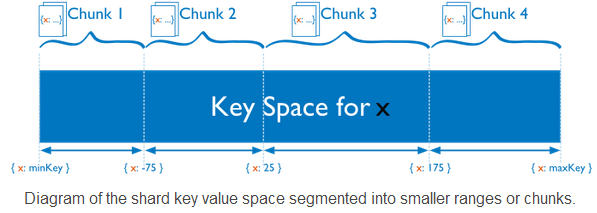 {x: ...} Chunk 1 {x: ...} Chunk 2 {x: ...} Chunk 3 {x: ...} Chunk 4
Key Space for x
{ x: minKey } { x: -75 } { x: 25 } { x: 175 } { x: maxKey }
Diagram of the shard key value space segmented into smaller ranges or chunks.